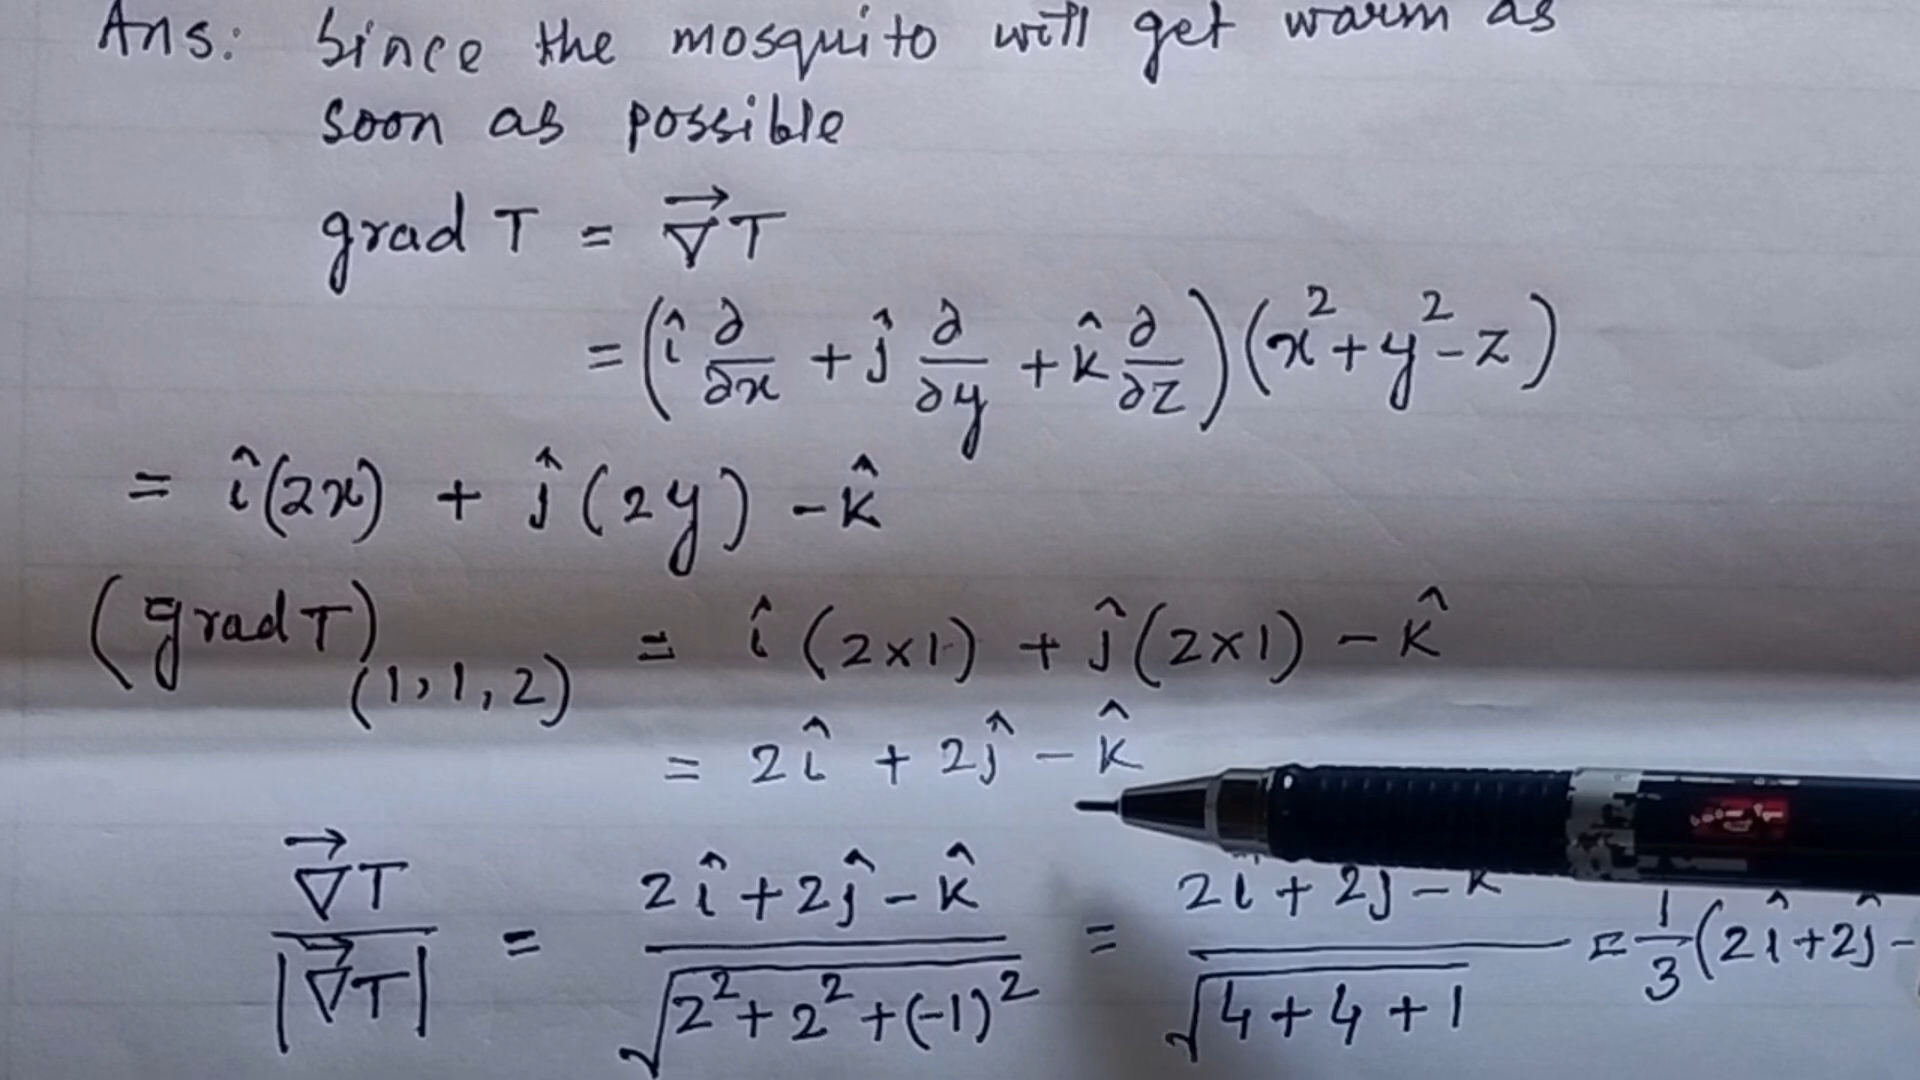 Ans: Since the mosquito will get warm as
soon as possible
grad T = ∇⃗T
= (î ∂/∂x + ĵ ∂/∂y + k̂ ∂/∂z)(x² + y² - z)
= î(2x) + ĵ(2y) - k̂
(grad T)(1,1,2) = î(2×1) + ĵ(2×1) - k̂
= 2î + 2ĵ - k̂
∇⃗T/|∇⃗T| = (2î + 2ĵ - k̂)/√(2² + 2² + (-1)²) = (2i + 2j - k)/√(4 + 4 + 1) = 1/3(2î + 2ĵ -